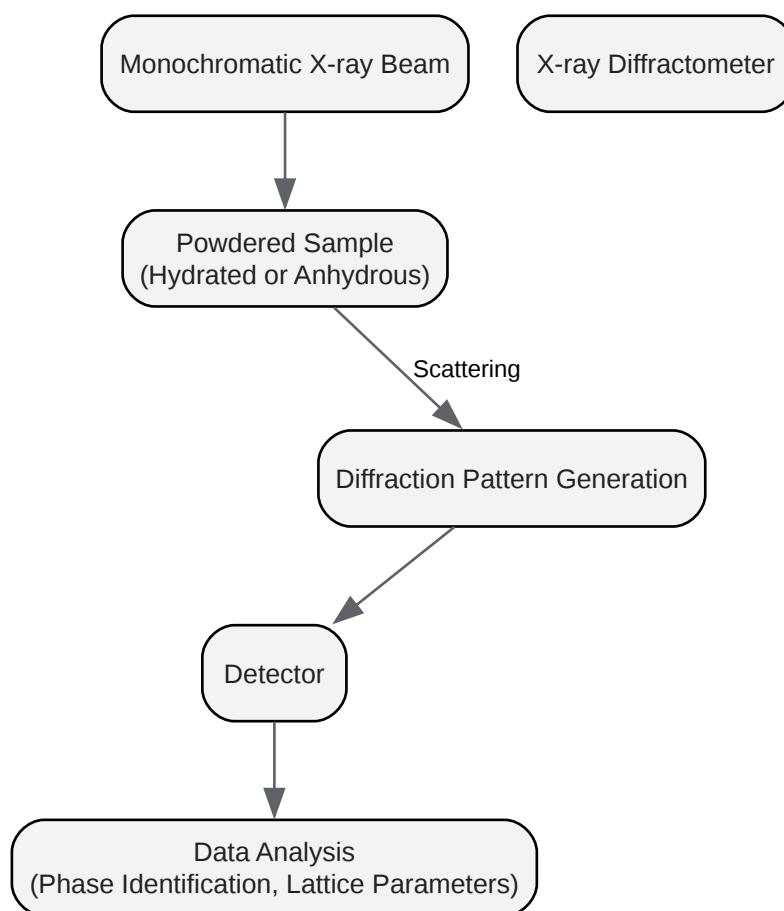 Monochromatic X-ray Beam
X-ray Diffractometer
Powdered Sample
(Hydrated or Anhydrous)
Scattering
Diffraction Pattern Generation
Detector
Data Analysis
(Phase Identification, Lattice Parameters)